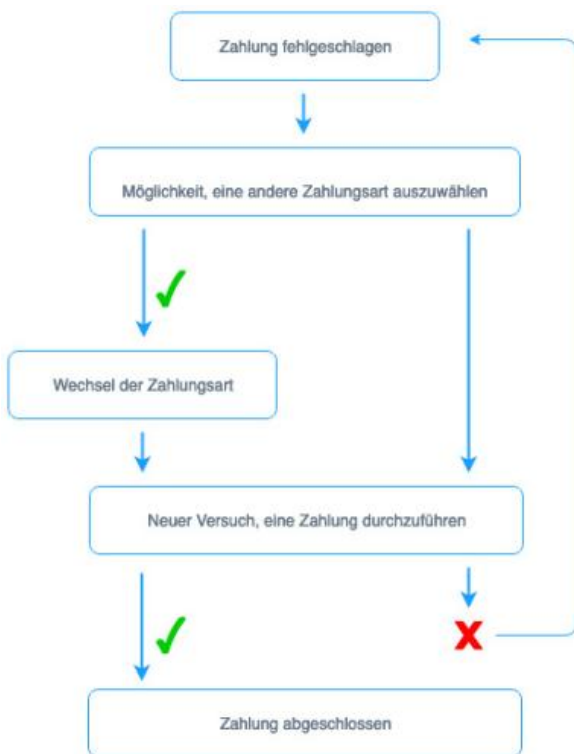 Zahlung fehlgeschlagen
Möglichkeit, eine andere Zahlungsart auszuwählen
Wechsel der Zahlungsart
Neuer Versuch, eine Zahlung durchzuführen
X
Zahlung abgeschlossen